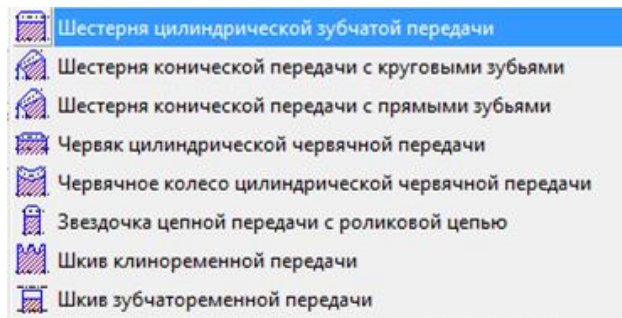 Шестерня цилиндрической зубчатой передачи
Шестерня конической передачи с круговыми зубьями
Шестерня конической передачи с прямыми зубьями
Червяк цилиндрической червячной передачи
Червячное колесо цилиндрической червячной передачи
Звездочка цепной передачи с роликовой цепью
Шкив клиноременной передачи
Шкив зубчатоременной передачи